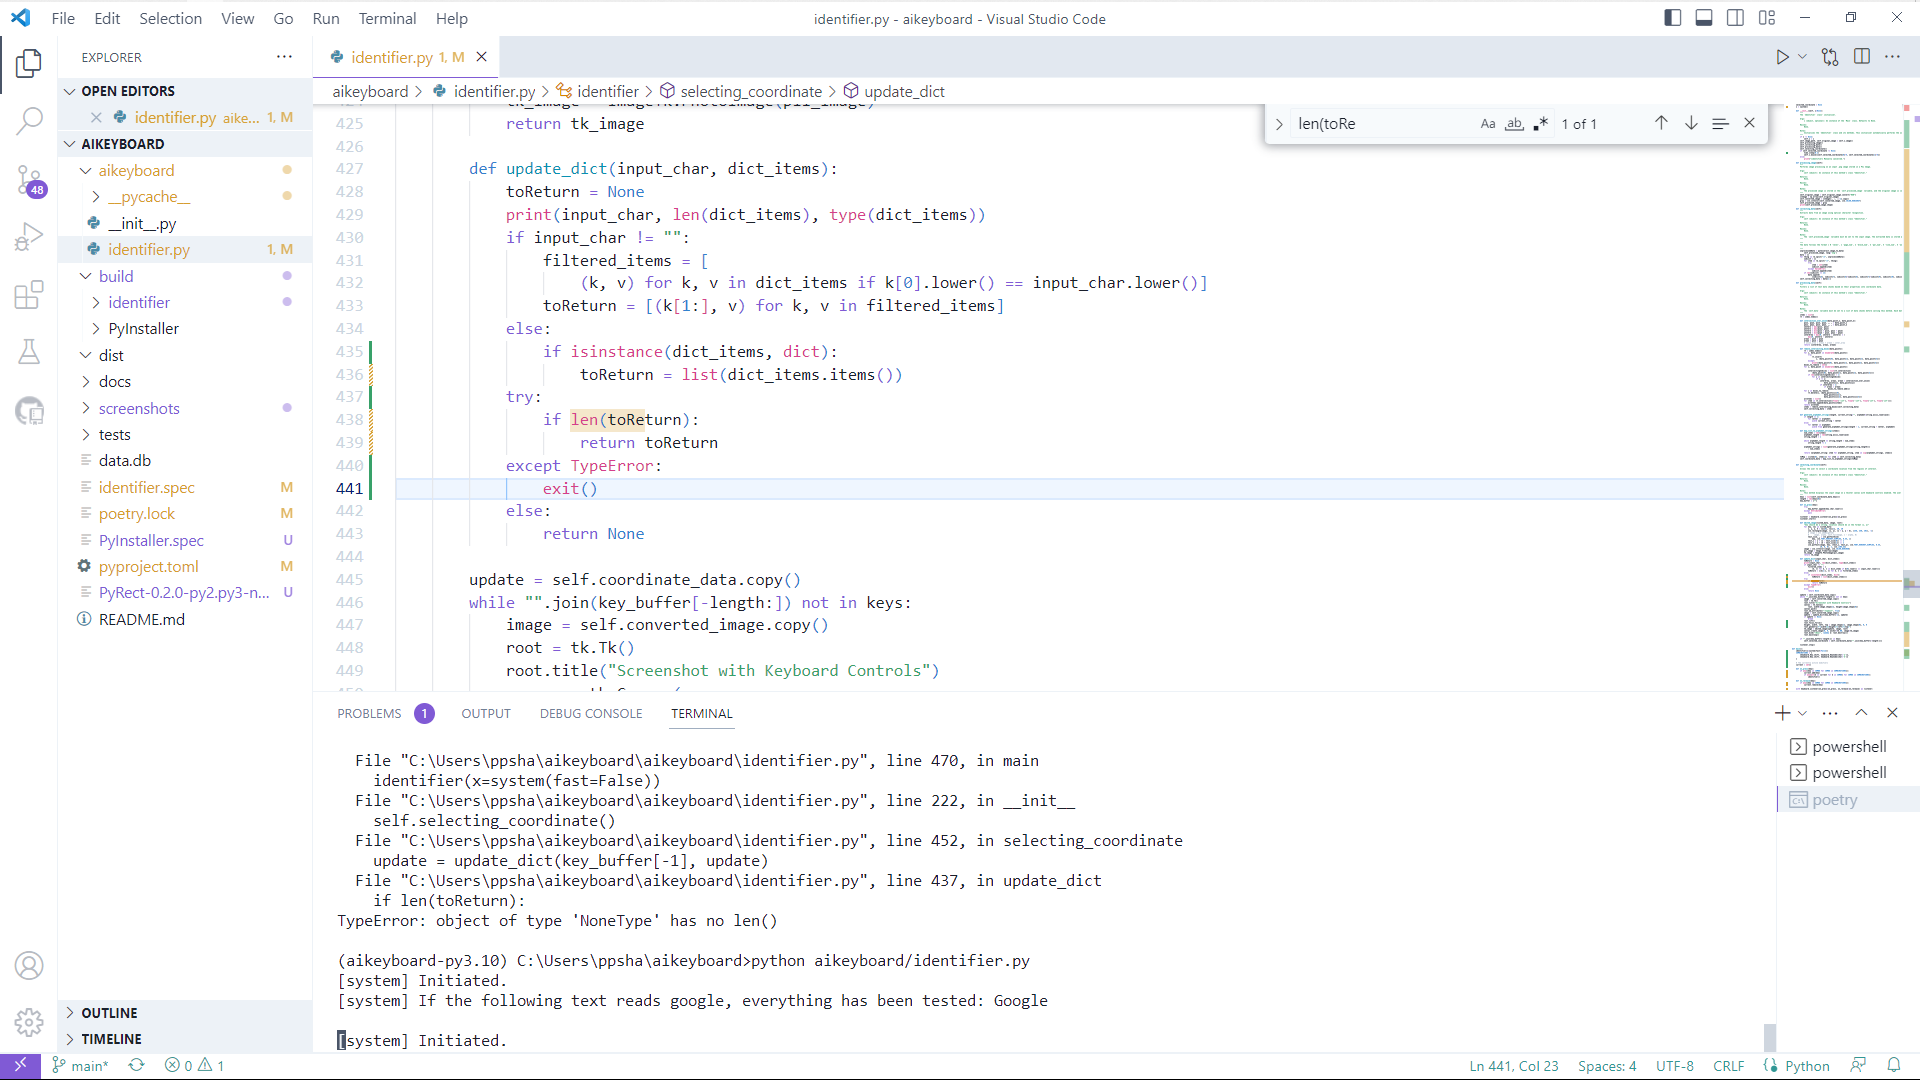 File Edit Selection View Go Run Terminal Help
identifier.py - aikeyboard - Visual Studio Code
EXPLORER
OPEN EDITORS
identifier.py aike... 1, M
AIKEYBOARD
aikeyboard
__pycache__
__init__.py
identifier.py 1, M
build
identifier
PyInstaller
dist
docs
screenshots
tests
data.db
identifier.spec M
poetry.lock M
PyInstaller.spec U
pyproject.toml M
PyRect-0.2.0-py2.py3-n... U
README.md
OUTLINE
TIMELINE
48
identifier.py 1, M
aikeyboard > identifier.py > identifier > selecting_coordinate > update_dict
len(toRe Aa ab 1 of 1
425 return tk_image
426
427 def update_dict(input_char, dict_items):
428 toReturn = None
429 print(input_char, len(dict_items), type(dict_items))
430 if input_char != "":
431 filtered_items = [
432 (k, v) for k, v in dict_items if k[0].lower() == input_char.lower()]
433 toReturn = [(k[1:], v) for k, v in filtered_items]
434 else:
435 if isinstance(dict_items, dict):
436 toReturn = list(dict_items.items())
437 try:
438 if len(toReturn):
439 return toReturn
440 except TypeError:
441 exit()
442 else:
443 return None
444
445 update = self.coordinate_data.copy()
446 while "".join(key_buffer[-length:]) not in keys:
447 image = self.converted_image.copy()
448 root = tk.Tk()
449 root.title("Screenshot with Keyboard Controls")
PROBLEMS 1 OUTPUT DEBUG CONSOLE TERMINAL
File "C:\Users\ppsha\aikeyboard\aikeyboard\identifier.py", line 470, in main
identifier(x=system(fast=False))
File "C:\Users\ppsha\aikeyboard\aikeyboard\identifier.py", line 222, in __init__
self.selecting_coordinate()
File "C:\Users\ppsha\aikeyboard\aikeyboard\identifier.py", line 452, in selecting_coordinate
update = update_dict(key_buffer[-1], update)
File "C:\Users\ppsha\aikeyboard\aikeyboard\identifier.py", line 437, in update_dict
if len(toReturn):
TypeError: object of type 'NoneType' has no len()
(aikeyboard-py3.10) C:\Users\ppsha\aikeyboard>python aikeyboard/identifier.py
[system] Initiated.
[system] If the following text reads google, everything has been tested: Google
[system] Initiated.
powershell
powershell
poetry
main* 0 1
Ln 441, Col 23 Spaces: 4 UTF-8 CRLF Python